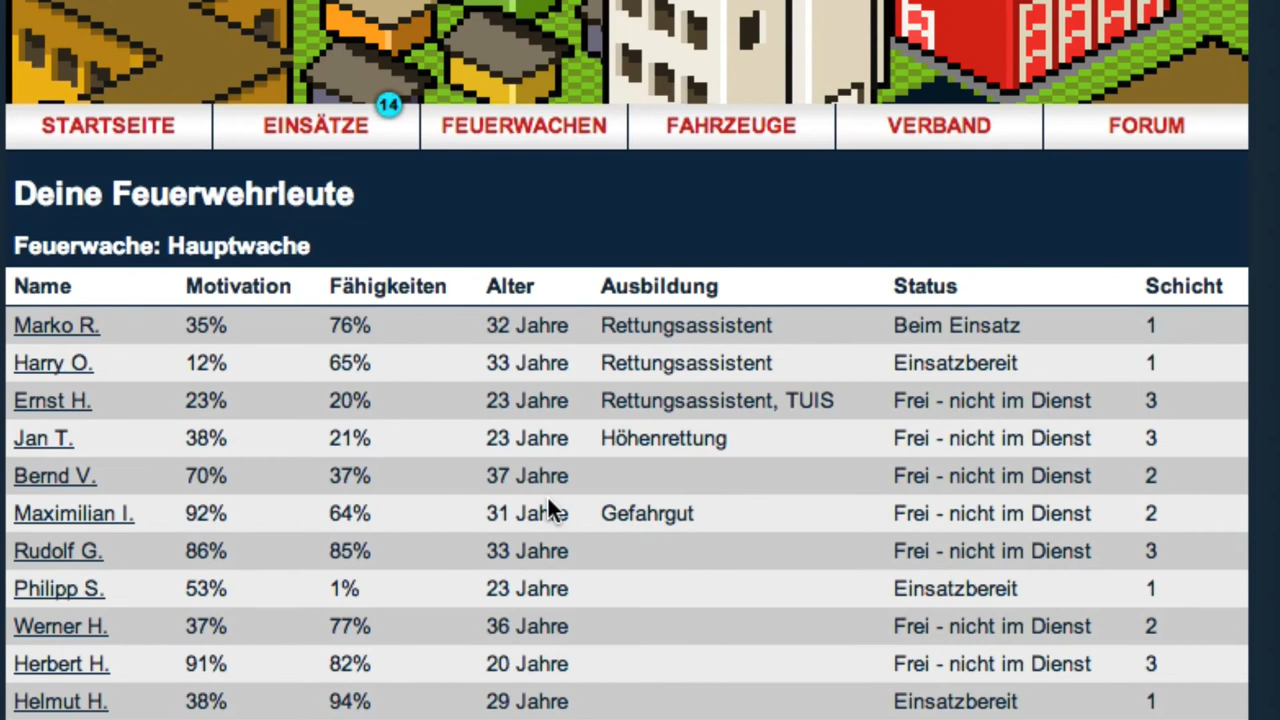 14
STARTSEITE EINSÄTZE FEUERWACHEN FAHRZEUGE VERBAND FORUM
Deine Feuerwehrleute
Feuerwache: Hauptwache
Name Motivation Fähigkeiten Alter Ausbildung Status Schicht
Marko R. 35% 76% 32 Jahre Rettungsassistent Beim Einsatz 1
Harry O. 12% 65% 33 Jahre Rettungsassistent Einsatzbereit 1
Ernst H. 23% 20% 23 Jahre Rettungsassistent, TUIS Frei - nicht im Dienst 3
Jan T. 38% 21% 23 Jahre Höhenrettung Frei - nicht im Dienst 3
Bernd V. 70% 37% 37 Jahre Frei - nicht im Dienst 2
Maximilian I. 92% 64% 31 Jahre Gefahrgut Frei - nicht im Dienst 2
Rudolf G. 86% 85% 33 Jahre Frei - nicht im Dienst 3
Philipp S. 53% 1% 23 Jahre Einsatzbereit 1
Werner H. 37% 77% 36 Jahre Frei - nicht im Dienst 2
Herbert H. 91% 82% 20 Jahre Frei - nicht im Dienst 3
Helmut H. 38% 94% 29 Jahre Einsatzbereit 1